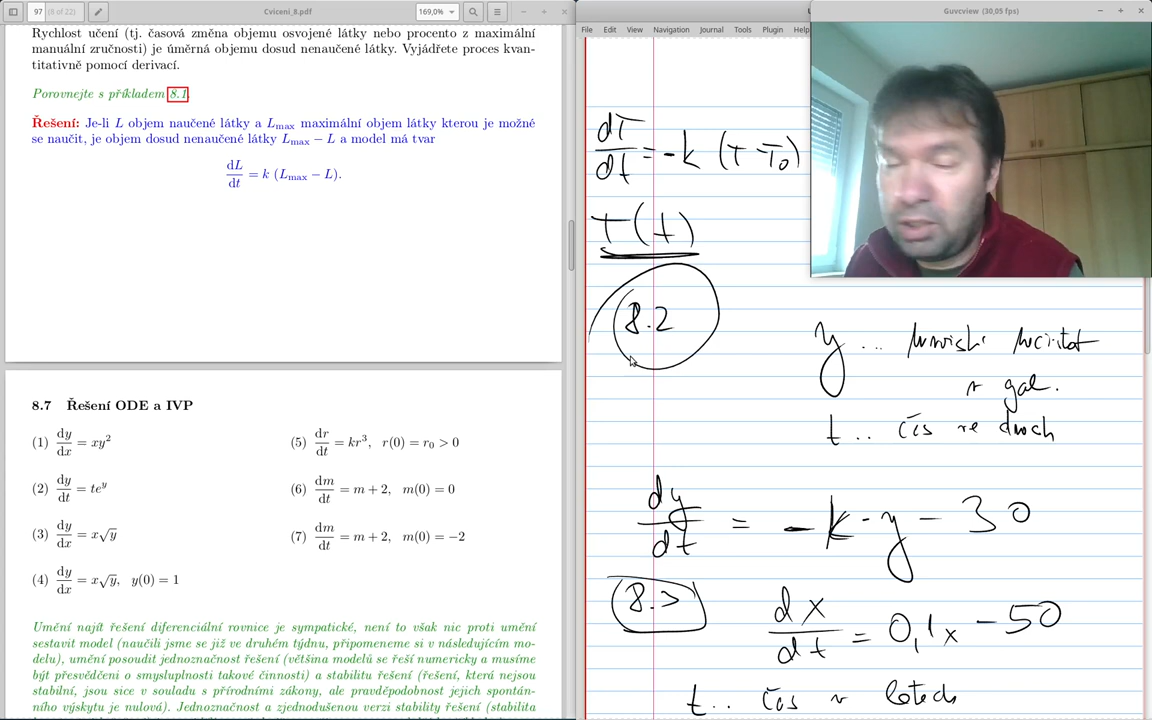 97 (8 of 22)
Cviceni_8.pdf
169,0%
Guvcview (30,05 fps)
Rychlost učení (tj. časová změna objemu osvojené látky nebo procento z maximální
manuální zručnosti) je úměrná objemu dosud nenaučené látky. Vyjádřete proces kvan-
titativně pomocí derivací.
Porovnejte s příkladem 8.1.
Řešení: Je-li L objem naučené látky a Lmax maximální objem látky kterou je možné
se naučit, je objem dosud nenaučené látky Lmax − L a model má tvar
dL/dt = k (Lmax − L).
8.7 Řešení ODE a IVP
(1) dy/dx = xy²
(2) dy/dt = te^y
(3) dy/dx = x√y
(4) dy/dx = x√y, y(0) = 1
(5) dr/dt = kr³, r(0) = r₀ > 0
(6) dm/dt = m + 2, m(0) = 0
(7) dm/dt = m + 2, m(0) = −2
Umění najít řešení diferenciální rovnice je sympatické, není to však nic proti umění
sestavit model (naučili jsme se již ve druhém týdnu, připomeneme si v následujícím mo-
delu), umění posoudit jednoznačnost řešení (většina modelů se řeší numericky a musíme
být přesvědčeni o smysluplnosti takové činnosti) a stabilitu řešení (řešení, která nejsou
stabilní, jsou sice v souladu s přírodními zákony, ale pravděpodobnost jejich spontán-
ního výskytu je nulová). Jednoznačnost a zjednodušenou verzi stability řešení (stabilita
File Edit View Navigation Journal Tools Plugin Help
dT/dt = -k (T - T₀)
T(t)
8.2
y ...
v gal.
t .. čas ve dnech
dy/dt = -k·y - 30
8.3
dx/dt = 0,1x - 50
t .. čas v letech